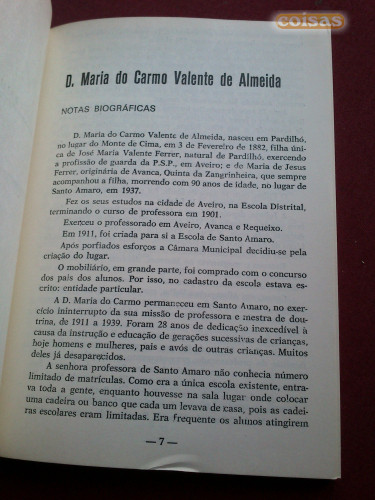 coisas
D. Maria do Carmo Valente de Almeida
NOTAS BIOGRÁFICAS
D. Maria do Carmo Valente de Almeida, nasceu em Pardilhó,
no lugar do Monte de Cima, em 3 de Fevereiro de 1882, filha úni-
ca de José Maria Valente Ferrer, natural de Pardilhó, exercendo
a profissão de guarda da P.S.P., em Aveiro; e de Maria de Jesus
Ferrer, originária de Avanca, Quinta da Zangrinheira, que sempre
acompanhou a filha, morrendo com 90 anos de idade, no lugar de
Santo Amaro, em 1937.
Fez os seus estudos na cidade de Aveiro, na Escola Distrital,
terminando o curso de professora em 1901.
Exerceu o professorado em Aveiro, Avanca e Requeixo.
Em 1911, foi criada para si a Escola de Santo Amaro.
Após porfiados esforços a Câmara Municipal decidiu-se pela
criação do lugar.
O mobiliário, em grande parte, foi comprado com o concurso
dos pais dos alunos. Por isso, no cadastro da escola estava es-
crito: entidade particular.
A D. Maria do Carmo permaneceu em Santo Amaro, no exer-
cício ininterrupto da sua missão de professora e mestra de dou-
trina, de 1911 a 1939. Foram 28 anos de dedicação inexcedível à
causa da instrução e educação de gerações sucessivas de crianças,
hoje homens e mulheres, pais e avós de outras crianças. Muitos
deles já desaparecidos.
A senhora professora de Santo Amaro não conhecia número
limitado de matrículas. Como era a única escola existente, entra-
va toda a gente, enquanto houvesse na sala lugar onde colocar
uma cadeira ou banco que cada um levava de casa, pois as cadei-
ras escolares eram limitadas. Era frequente os alunos atingirem
— 7 —